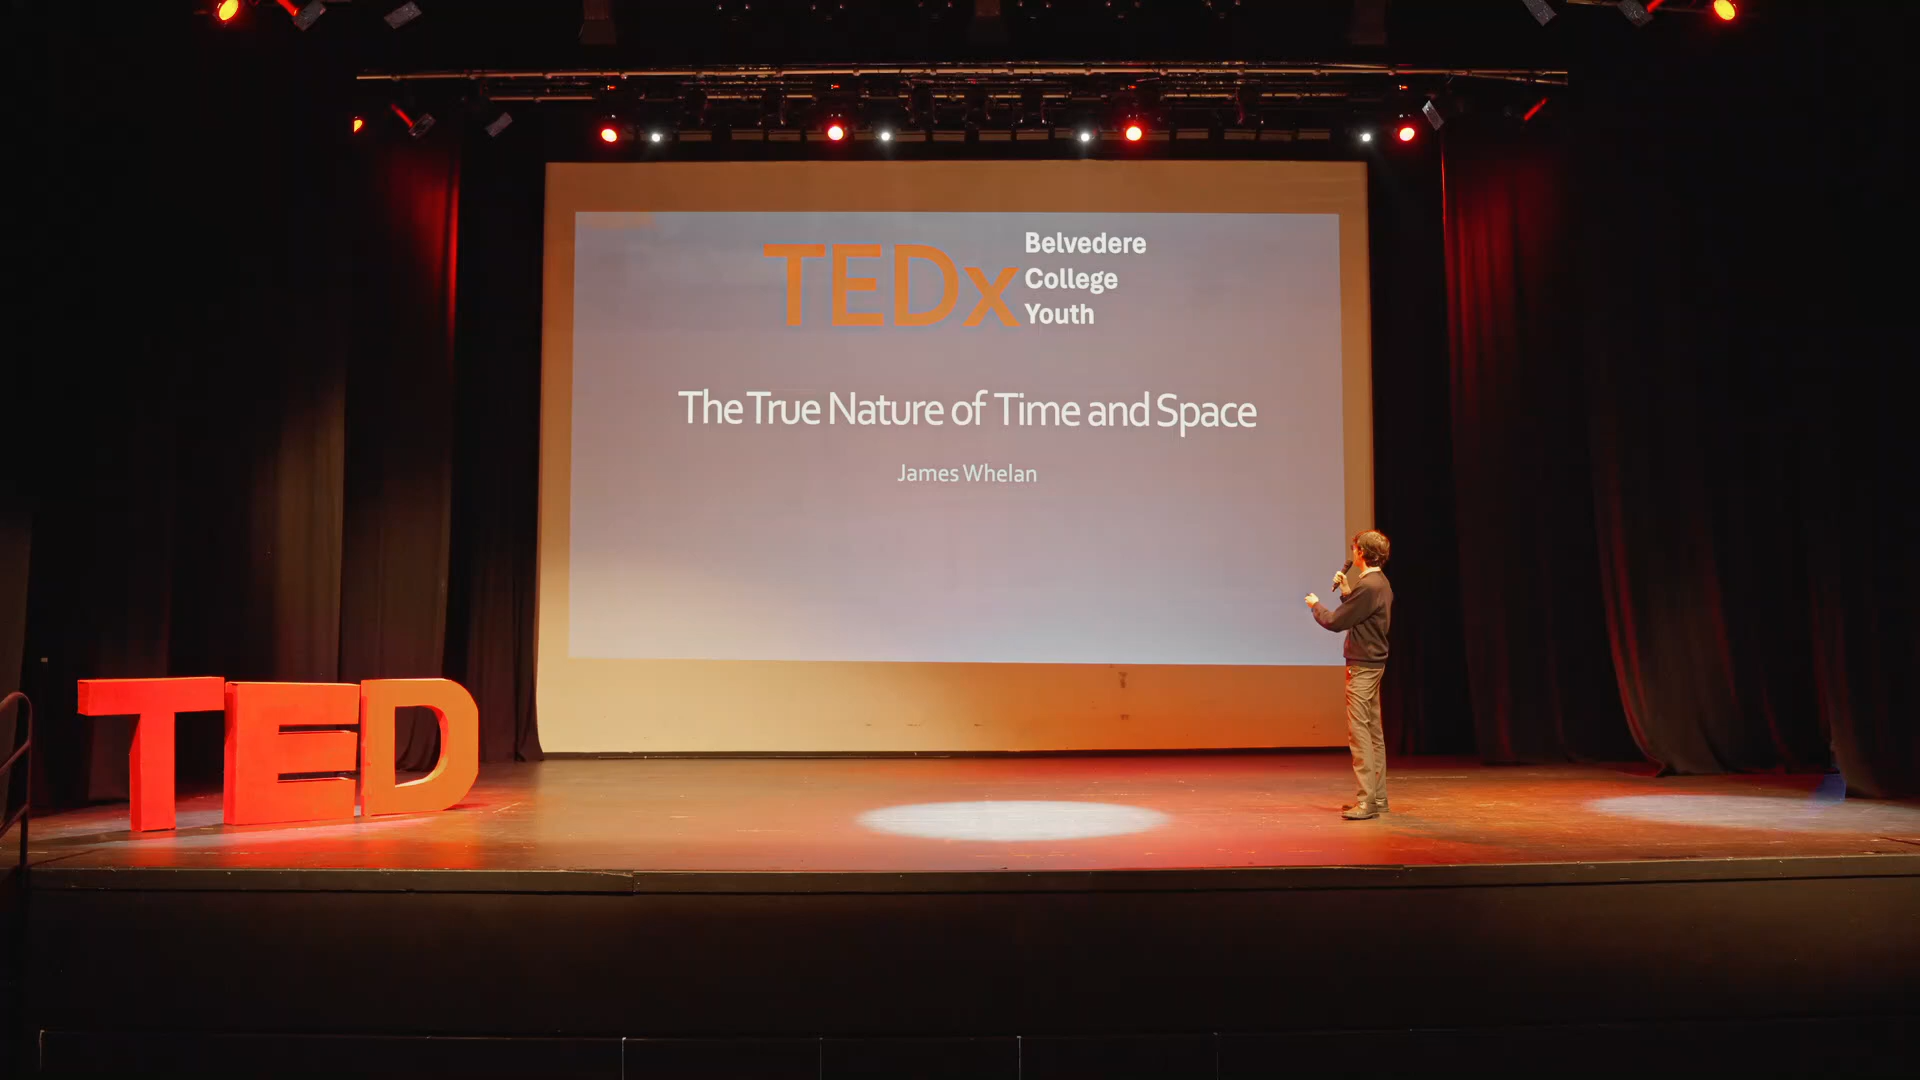 TEDx
Belvedere
College
Youth
The True Nature of Time and Space
James Whelan
TED